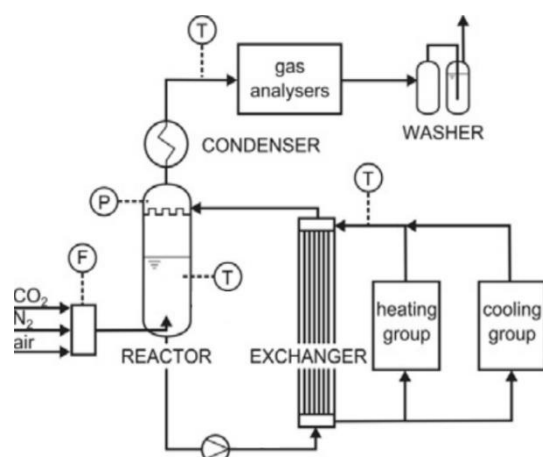 T
gas
analysers
WASHER
CONDENSER
P
T
F
T
CO₂
N₂
air
heating
group
cooling
group
REACTOR
EXCHANGER